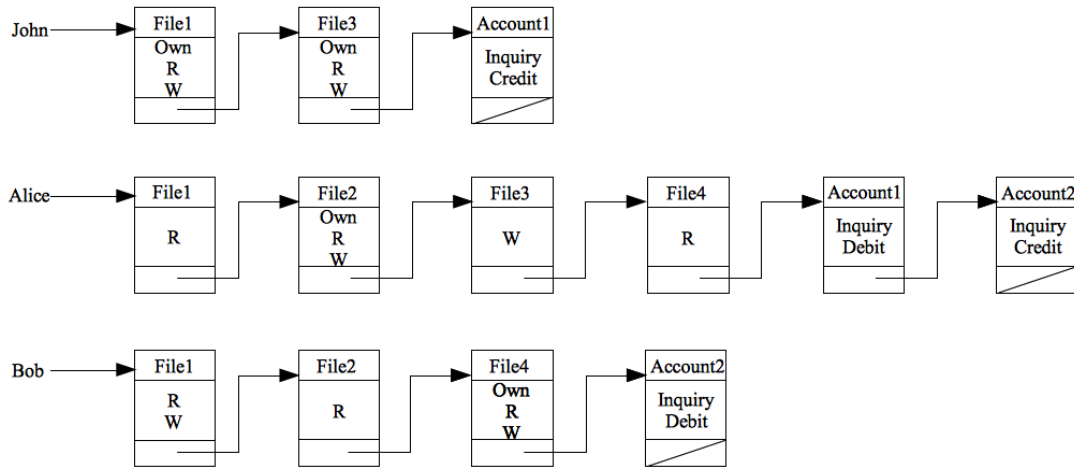 John
File1
Own
R
W
File3
Own
R
W
Account1
Inquiry
Credit
Alice
File1
R
File2
Own
R
W
File3
W
File4
R
Account1
Inquiry
Debit
Account2
Inquiry
Credit
Bob
File1
R
W
File2
R
File4
Own
R
W
Account2
Inquiry
Debit